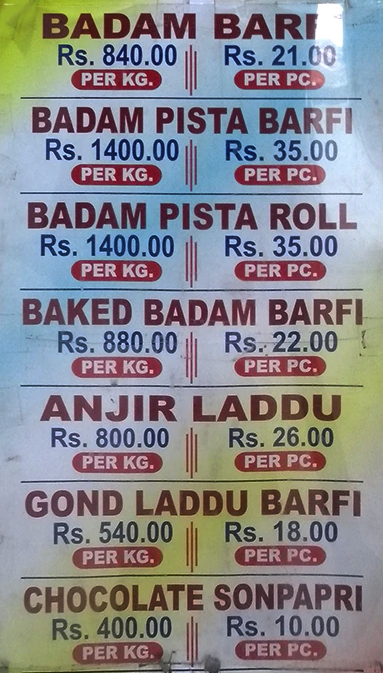 BADAM BARFI
Rs. 840.00 Rs. 21.00
PER KG. PER PC.
BADAM PISTA BARFI
Rs. 1400.00 Rs. 35.00
PER KG. PER PC.
BADAM PISTA ROLL
Rs. 1400.00 Rs. 35.00
PER KG. PER PC.
BAKED BADAM BARFI
Rs. 880.00 Rs. 22.00
PER KG. PER PC.
ANJIR LADDU
Rs. 800.00 Rs. 26.00
PER KG. PER PC.
GOND LADDU BARFI
Rs. 540.00 Rs. 18.00
PER KG. PER PC.
CHOCOLATE SONPAPRI
Rs. 400.00 Rs. 10.00
PER KG. PER PC.